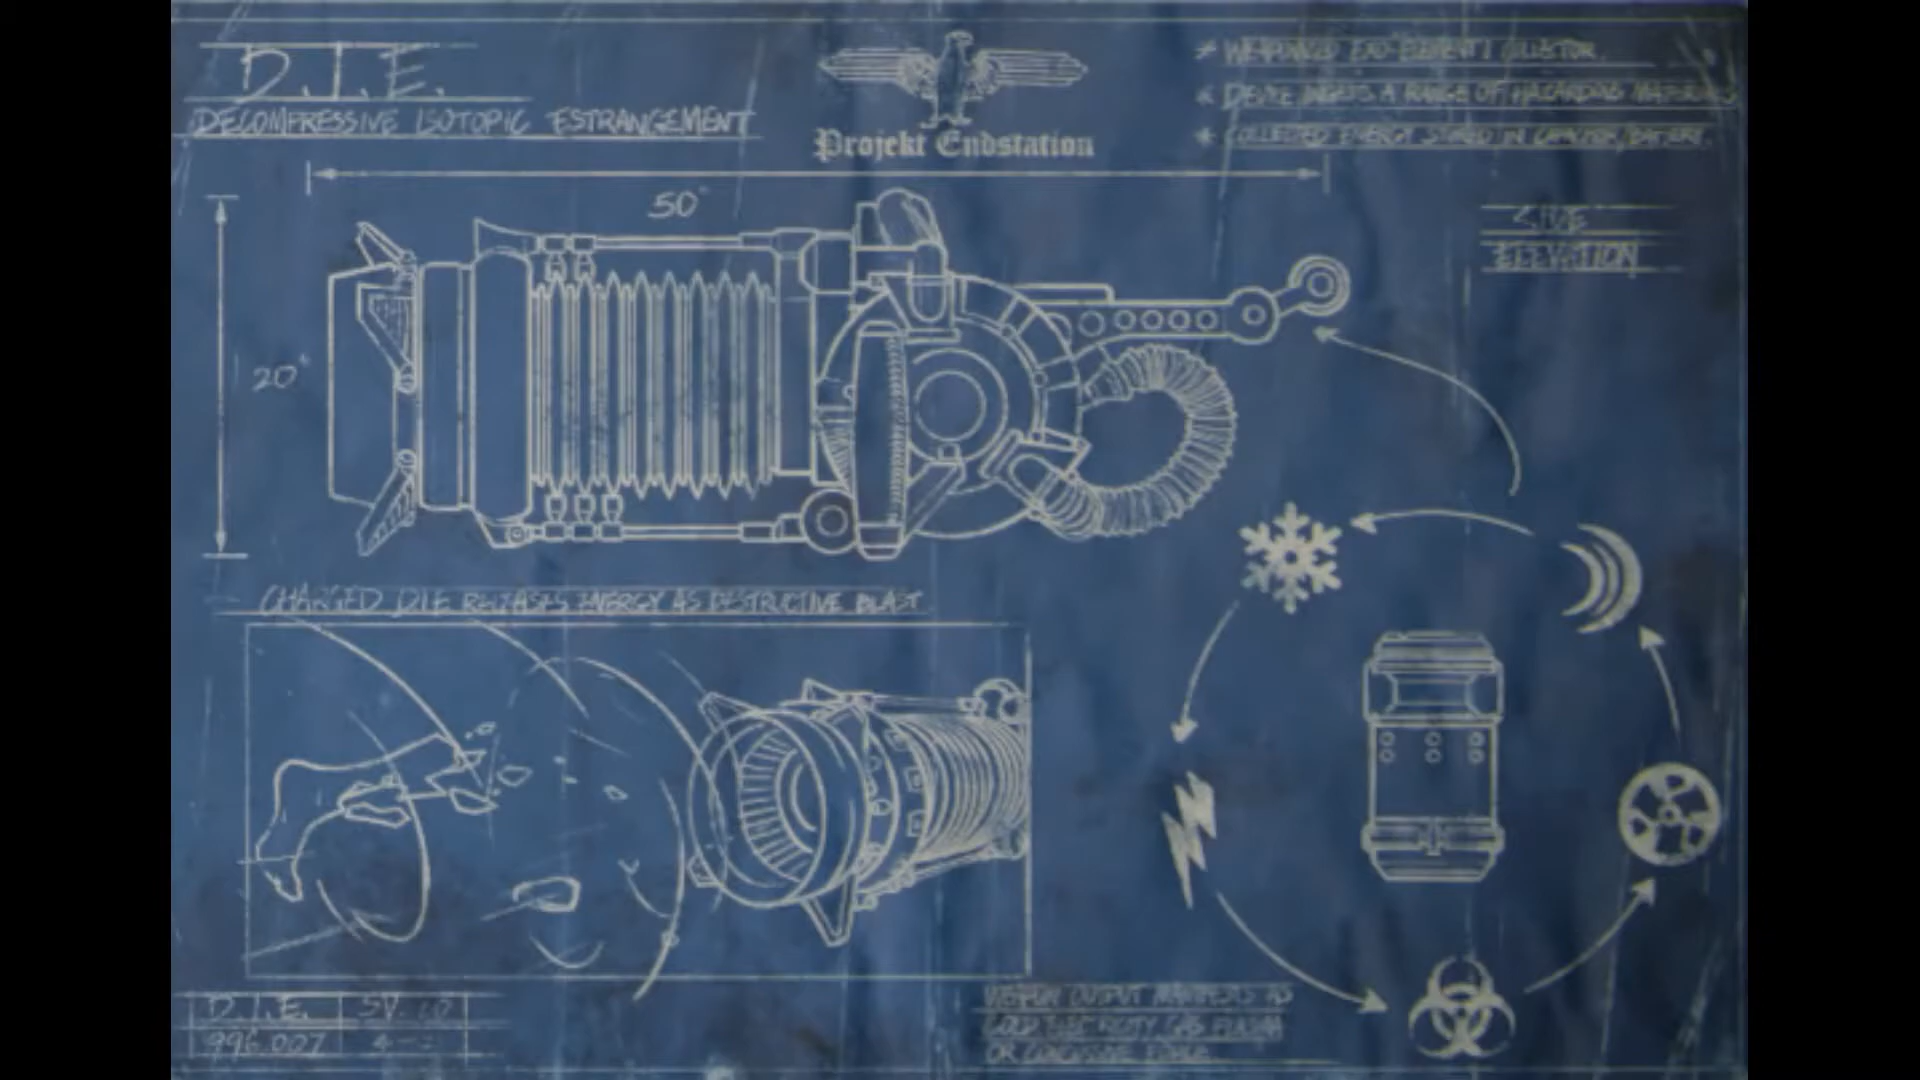 D.I.E.
DECOMPRESSIVE ISOTOPIC ESTRANGEMENT
Projekt Endstation
* WEAPONIZED EXO-ELEMENT COLLECTOR.
* DEVICE INGESTS A RANGE OF HAZARDOUS MATERIALS
* COLLECTED ENERGY STORED IN CAPACITOR/BATTERY.
50"
20"
SIDE
ELEVATION
CHARGED D.I.E RELEASES ENERGY AS DESTRUCTIVE BLAST
D.I.E. SV.
996.007
WEAPON OUTPUT MANIFESTS AS
COLD ELECTRICITY, GAS PLASMA
OR CONCUSSIVE FORCE